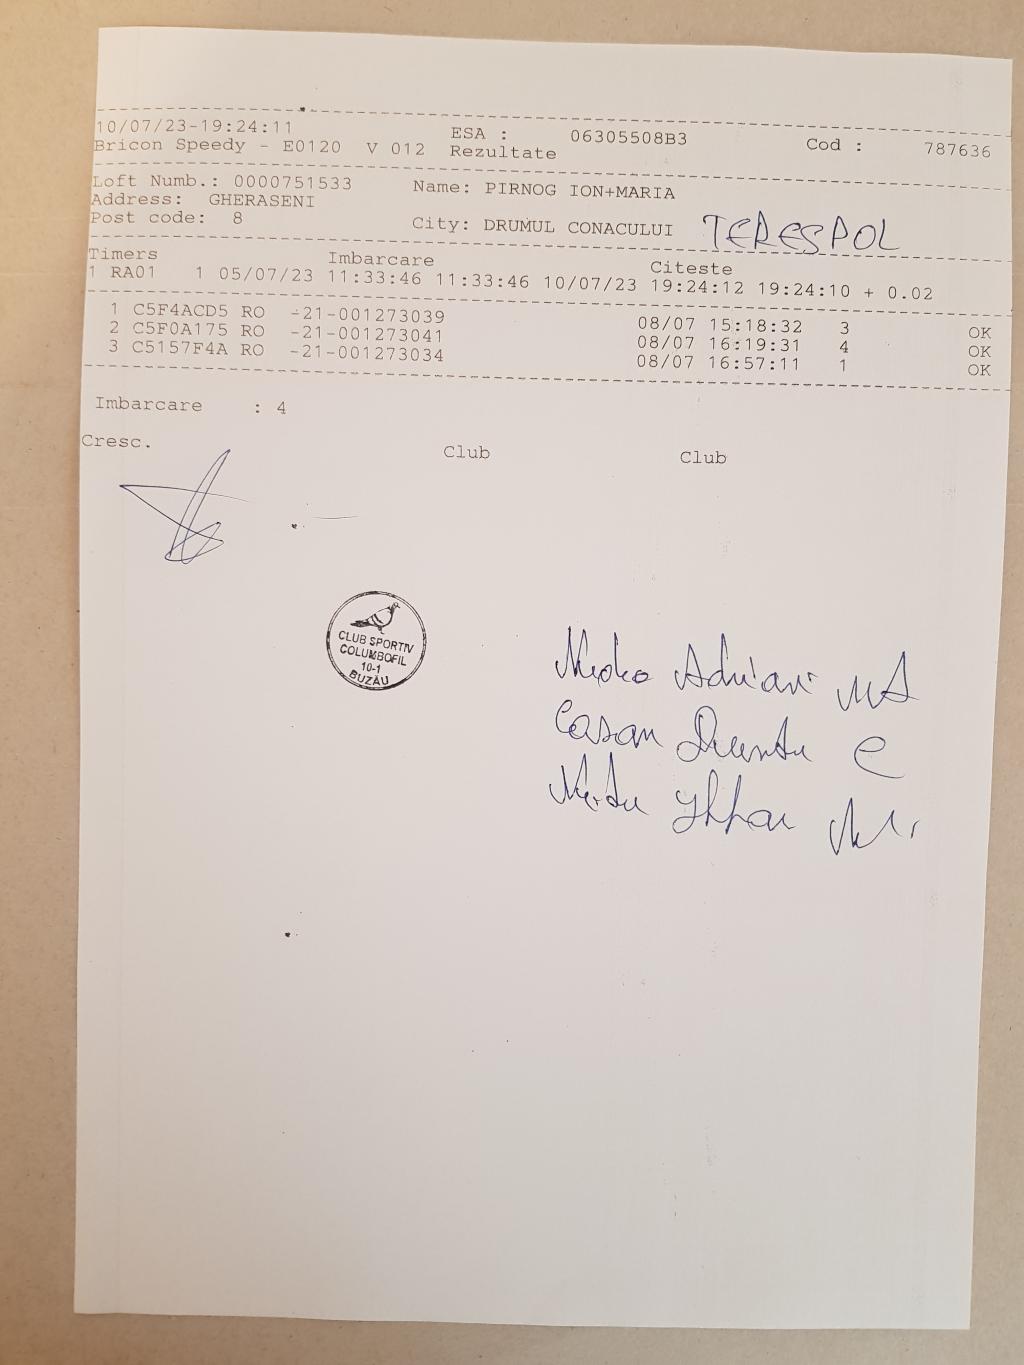 10/07/23-19:24:11 ESA : 06305508B3 Cod : 787636
Bricon Speedy - E0120 V 012 Rezultate
Loft Numb.: 0000751533 Name: PIRNOG ION+MARIA
Address: GHERASENI
Post code: 8 City: DRUMUL CONACULUI TERESPOL
Timers Imbarcare Citeste
1 RA01 1 05/07/23 11:33:46 11:33:46 10/07/23 19:24:12 19:24:10 + 0.02
1 C5F4ACD5 RO -21-001273039 08/07 15:18:32 3 OK
2 C5F0A175 RO -21-001273041 08/07 16:19:31 4 OK
3 C5157F4A RO -21-001273034 08/07 16:57:11 1 OK
Imbarcare : 4
Cresc. Club Club
CLUB SPORTIV
COLUMBOFIL
10-1
BUZĂU
Adrian